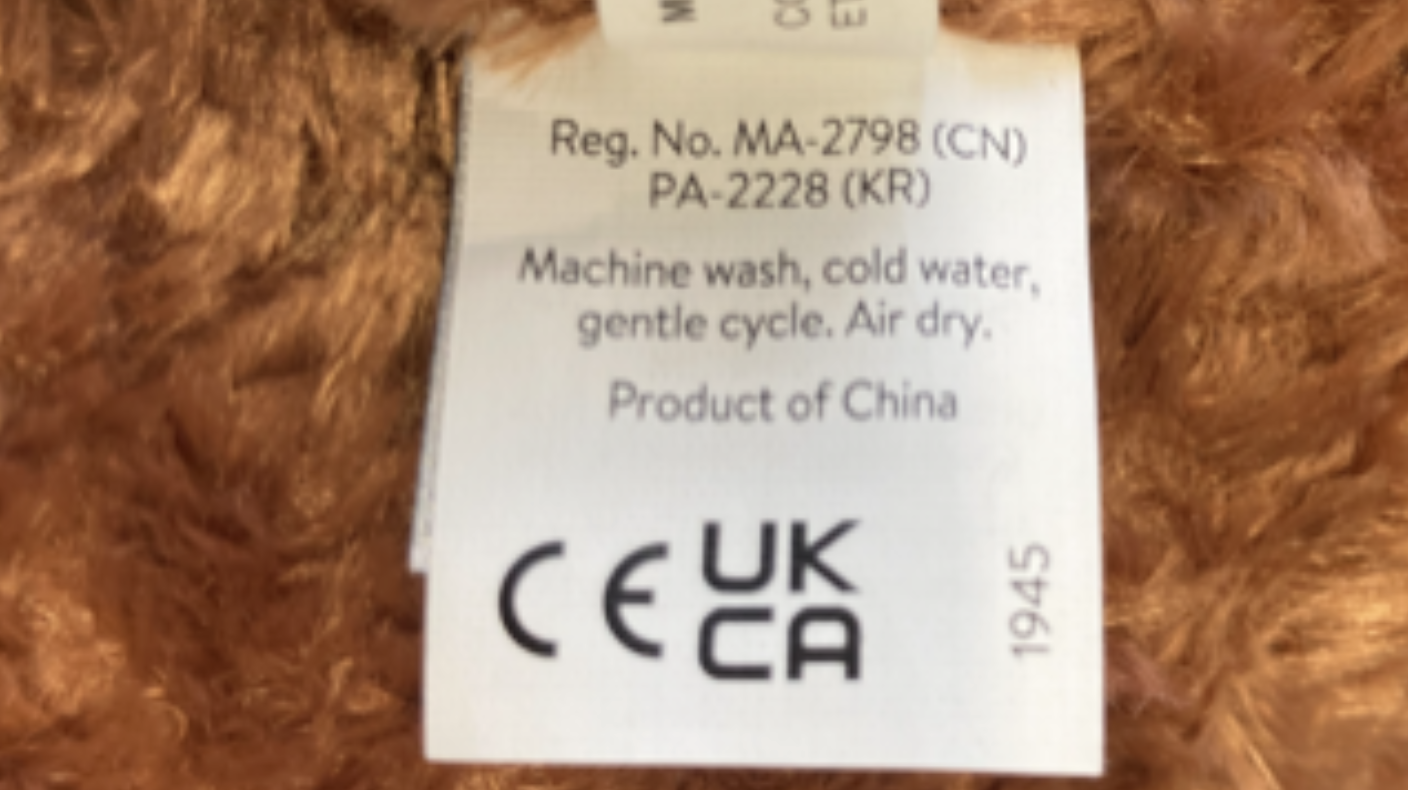 Reg. No. MA-2798 (CN)
PA-2228 (KR)
Machine wash, cold water,
gentle cycle. Air dry.
Product of China
CE
UK
CA
1945